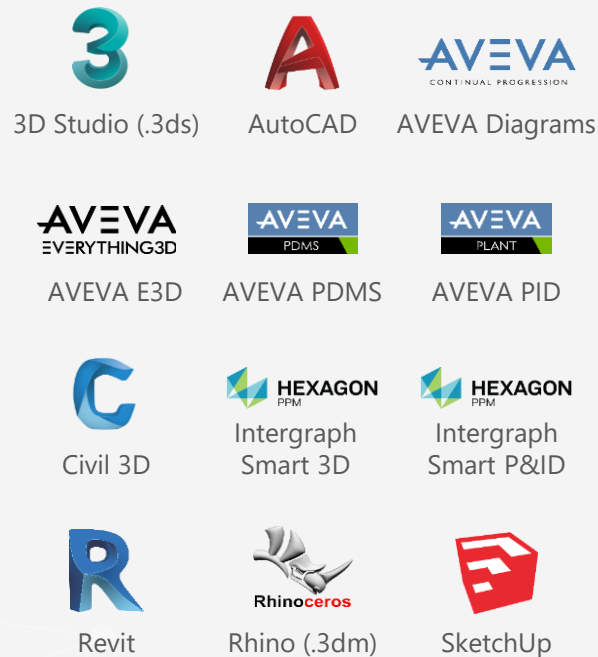 3
A
AVEVA
CONTINUAL PROGRESSION
3D Studio (.3ds)
AutoCAD
AVEVA Diagrams
AVEVA
EVERYTHING3D
AVEVA
PDMS
AVEVA
PLANT
AVEVA E3D
AVEVA PDMS
AVEVA PID
C
HEXAGON
PPM
HEXAGON
PPM
Civil 3D
Intergraph
Smart 3D
Intergraph
Smart P&ID
R
Rhinoceros
Revit
Rhino (.3dm)
SketchUp